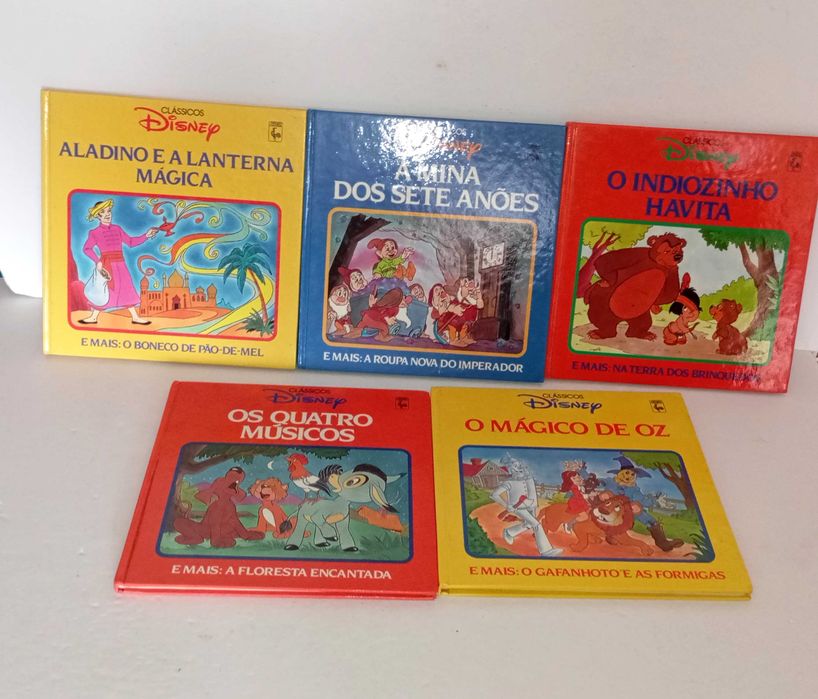 CLÁSSICOS
Disney
ALADINO E A LANTERNA
MÁGICA
E MAIS: O BONECO DE PÃO-DE-MEL
Disney
A MINA
DOS SETE ANÕES
E MAIS: A ROUPA NOVA DO IMPERADOR
CLÁSSICOS
Disney
O INDIOZINHO
HAVITA
E MAIS: NA TERRA DOS BRINQUEDOS
CLÁSSICOS
Disney
OS QUATRO
MÚSICOS
E MAIS: A FLORESTA ENCANTADA
CLÁSSICOS
Disney
O MÁGICO DE OZ
E MAIS: O GAFANHOTO E AS FORMIGAS